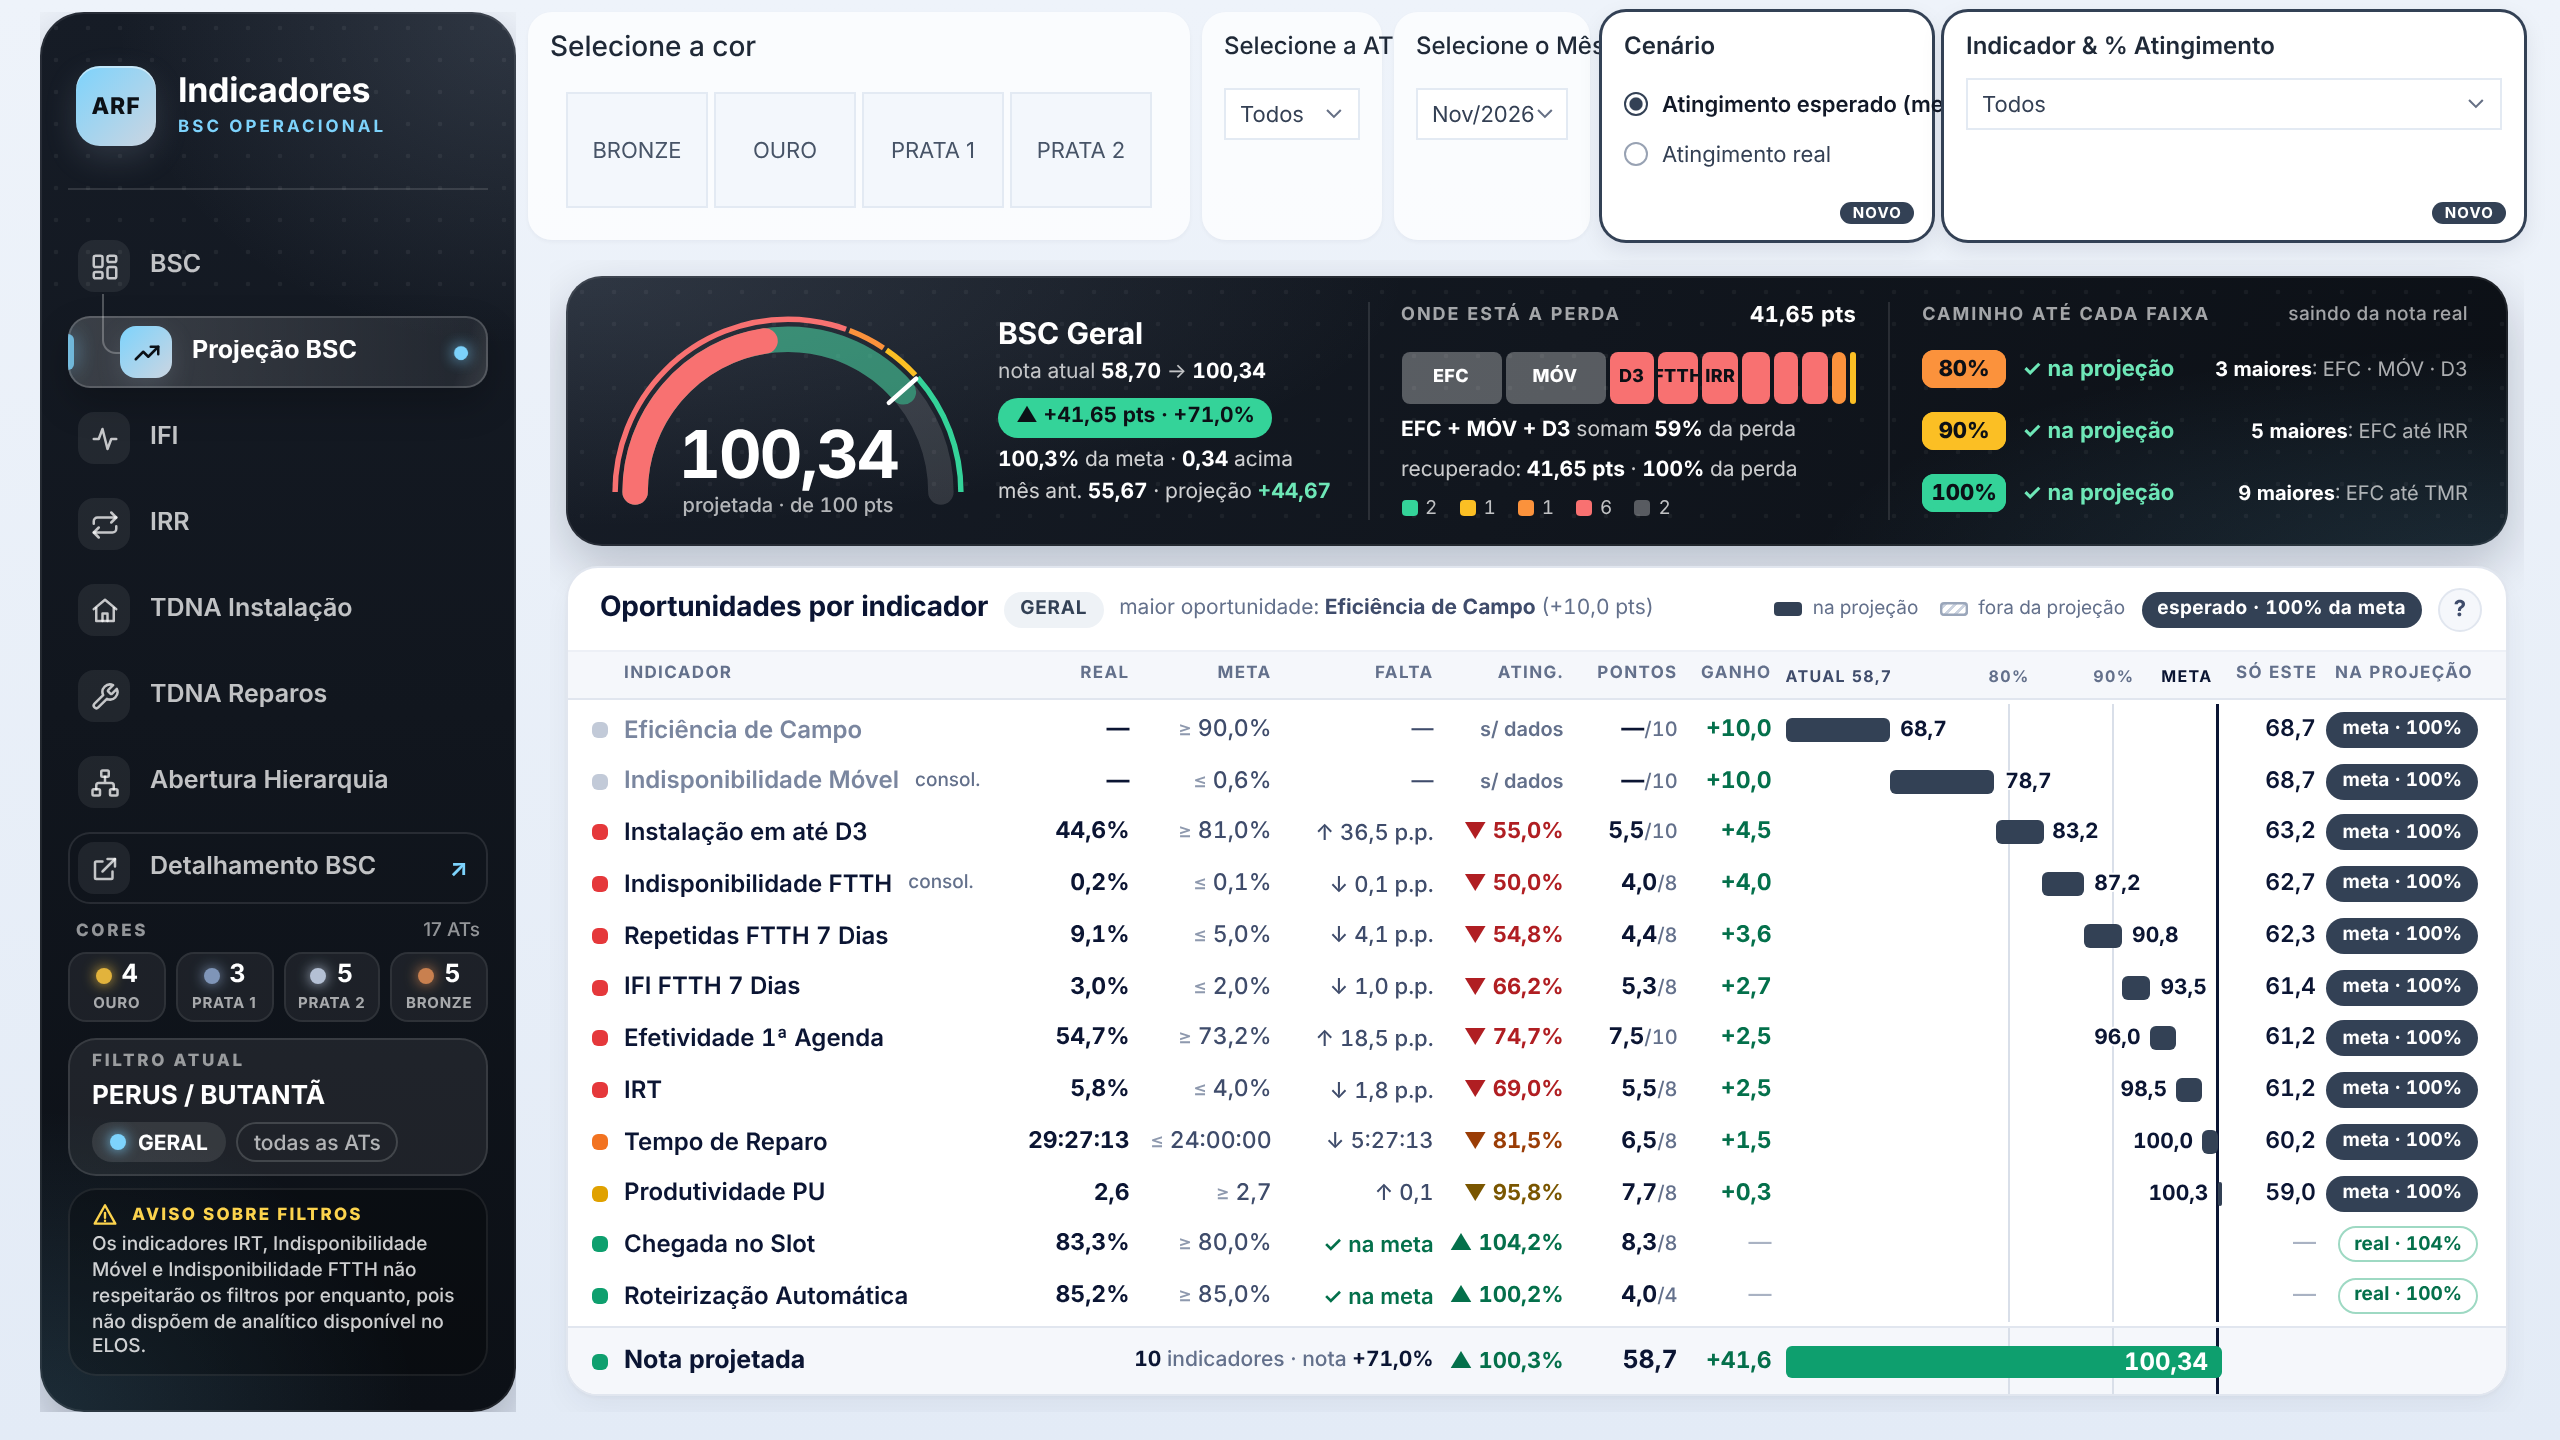 ARF
Indicadores
BSC OPERACIONAL
BSC
Projeção BSC
IFI
IRR
TDNA Instalação
TDNA Reparos
Abertura Hierarquia
Detalhamento BSC
CORES 17 ATs
4 3 5 5
OURO PRATA 1 PRATA 2 BRONZE
FILTRO ATUAL
PERUS / BUTANTÃ
GERAL todas as ATs
AVISO SOBRE FILTROS
Os indicadores IRT, Indisponibilidade
Móvel e Indisponibilidade FTTH não
respeitarão os filtros por enquanto, pois
não dispõem de analítico disponível no
ELOS.
Selecione a cor
BRONZE OURO PRATA 1 PRATA 2
Selecione a AT
Todos
Selecione o Mês
Nov/2026
Cenário
Atingimento esperado (me
Atingimento real
NOVO
Indicador & % Atingimento
Todos
NOVO
100,34
projetada · de 100 pts
BSC Geral
nota atual 58,70 → 100,34
▲ +41,65 pts · +71,0%
100,3% da meta · 0,34 acima
mês ant. 55,67 · projeção +44,67
ONDE ESTÁ A PERDA 41,65 pts
EFC MÓV D3 FTTH IRR
EFC + MÓV + D3 somam 59% da perda
recuperado: 41,65 pts · 100% da perda
2 1 1 6 2
CAMINHO ATÉ CADA FAIXA saindo da nota real
80% ✓ na projeção 3 maiores: EFC · MÓV · D3
90% ✓ na projeção 5 maiores: EFC até IRR
100% ✓ na projeção 9 maiores: EFC até TMR
Oportunidades por indicador GERAL maior oportunidade: Eficiência de Campo (+10,0 pts) na projeção fora da projeção esperado · 100% da meta ?
INDICADOR REAL META FALTA ATING. PONTOS GANHO ATUAL 58,7 80% 90% META SÓ ESTE NA PROJEÇÃO
Eficiência de Campo — ≥ 90,0% — s/ dados —/10 +10,0 68,7 68,7 meta · 100%
Indisponibilidade Móvel consol. — ≤ 0,6% — s/ dados —/10 +10,0 78,7 68,7 meta · 100%
Instalação em até D3 44,6% ≥ 81,0% ↑ 36,5 p.p. ▼ 55,0% 5,5/10 +4,5 83,2 63,2 meta · 100%
Indisponibilidade FTTH consol. 0,2% ≤ 0,1% ↓ 0,1 p.p. ▼ 50,0% 4,0/8 +4,0 87,2 62,7 meta · 100%
Repetidas FTTH 7 Dias 9,1% ≤ 5,0% ↓ 4,1 p.p. ▼ 54,8% 4,4/8 +3,6 90,8 62,3 meta · 100%
IFI FTTH 7 Dias 3,0% ≤ 2,0% ↓ 1,0 p.p. ▼ 66,2% 5,3/8 +2,7 93,5 61,4 meta · 100%
Efetividade 1ª Agenda 54,7% ≥ 73,2% ↑ 18,5 p.p. ▼ 74,7% 7,5/10 +2,5 96,0 61,2 meta · 100%
IRT 5,8% ≤ 4,0% ↓ 1,8 p.p. ▼ 69,0% 5,5/8 +2,5 98,5 61,2 meta · 100%
Tempo de Reparo 29:27:13 ≤ 24:00:00 ↓ 5:27:13 ▼ 81,5% 6,5/8 +1,5 100,0 60,2 meta · 100%
Produtividade PU 2,6 ≥ 2,7 ↑ 0,1 ▼ 95,8% 7,7/8 +0,3 100,3 59,0 meta · 100%
Chegada no Slot 83,3% ≥ 80,0% ✓ na meta ▲ 104,2% 8,3/8 — — real · 104%
Roteirização Automática 85,2% ≥ 85,0% ✓ na meta ▲ 100,2% 4,0/4 — — real · 100%
Nota projetada 10 indicadores · nota +71,0% ▲ 100,3% 58,7 +41,6 100,34